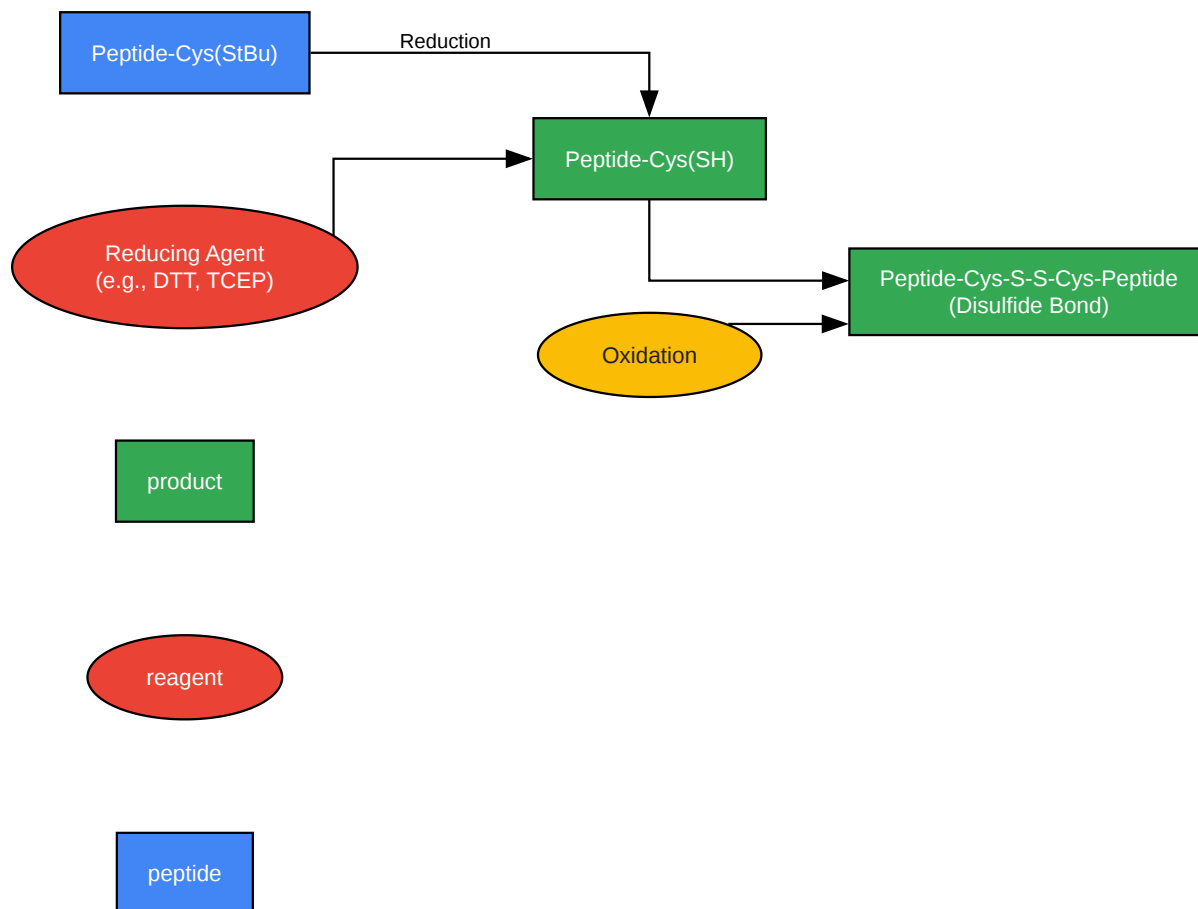 Peptide-Cys(StBu)
Reduction
Peptide-Cys(SH)
Reducing Agent
(e.g., DTT, TCEP)
Peptide-Cys-S-S-Cys-Peptide
(Disulfide Bond)
Oxidation
product
reagent
peptide